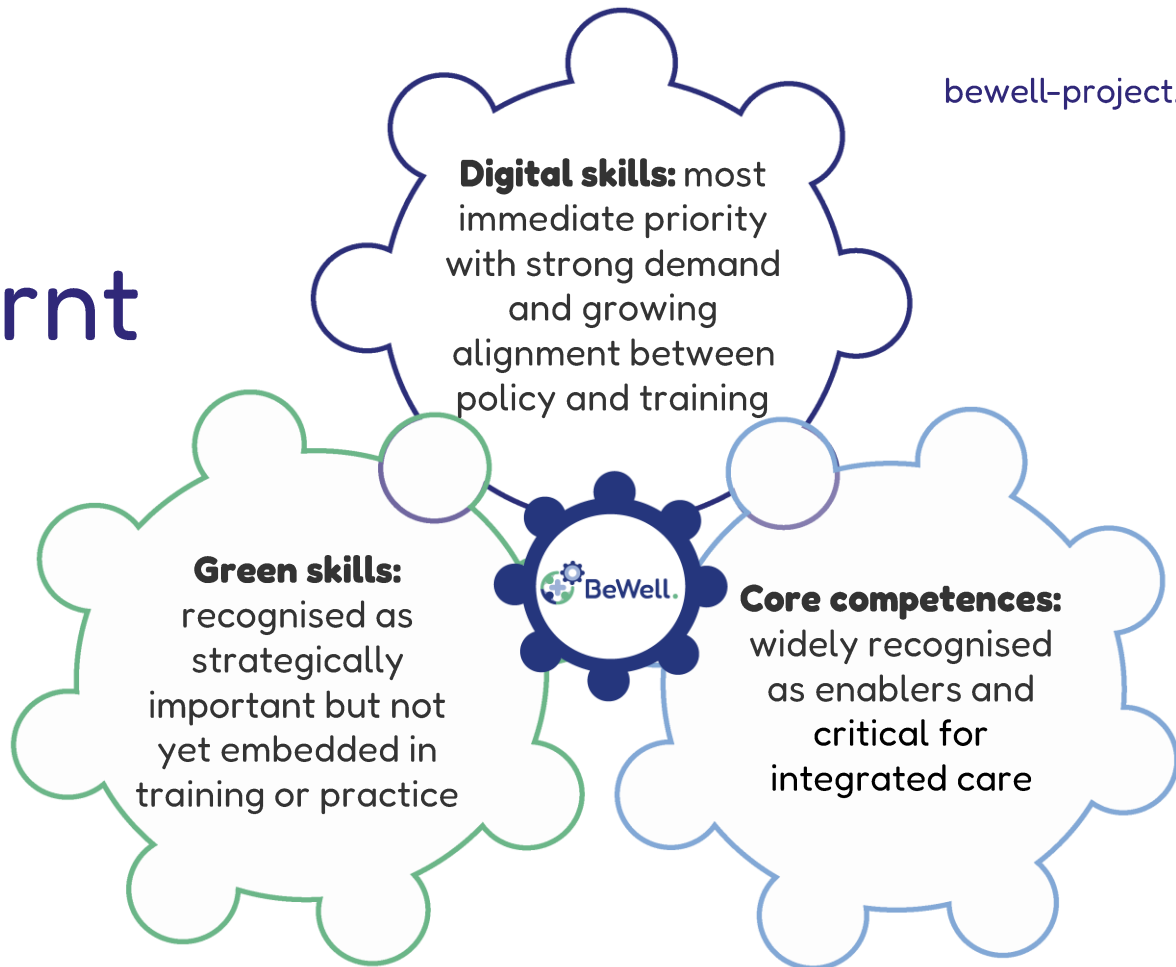 bewell-project.
Digital skills: most
immediate priority
with strong demand
and growing
alignment between
policy and training
rnt
Green skills:
recognised as
strategically
important but not
yet embedded in
training or practice
BeWell.
Core competences:
widely recognised
as enablers and
critical for
integrated care